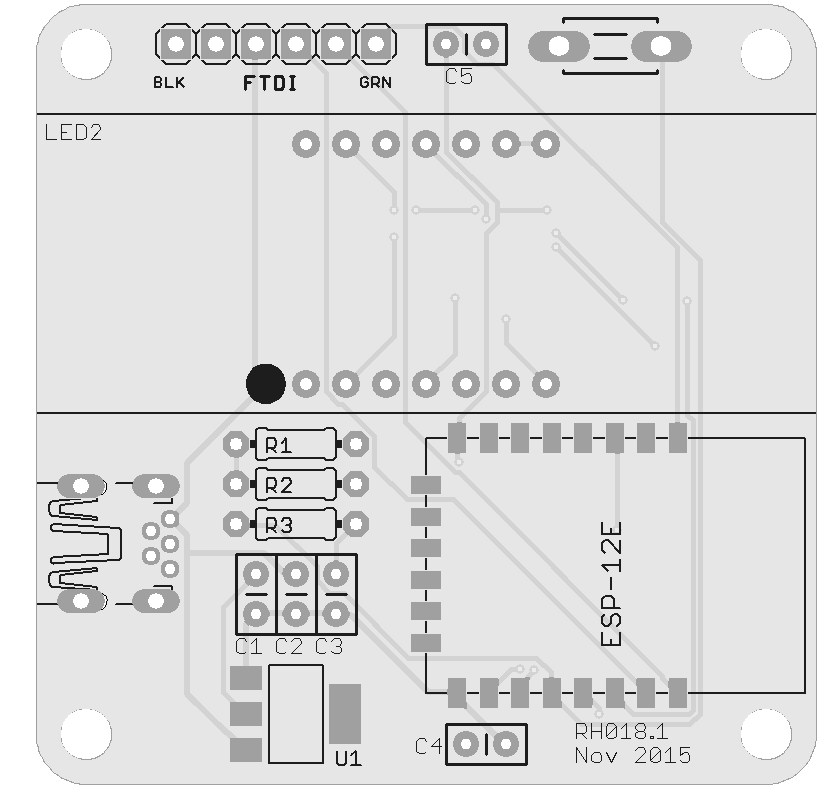 C5
BLK FTDI GRN
LED2
R1
R2
R3
ESP-12E
C1 C2 C3
C4
RH018.1
Nov 2015
U1